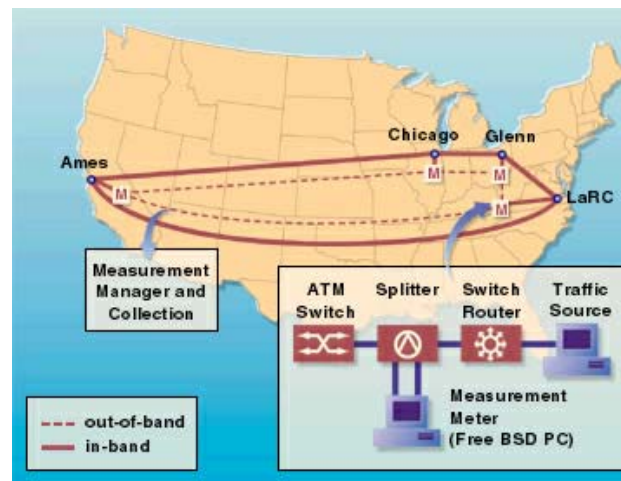 Chicago
Glenn
Ames
M
M
M
LaRC
M
Measurement
Manager and
Collection
ATM
Switch
Splitter
Switch
Router
Traffic
Source
Measurement
Meter
(Free BSD PC)
out-of-band
in-band